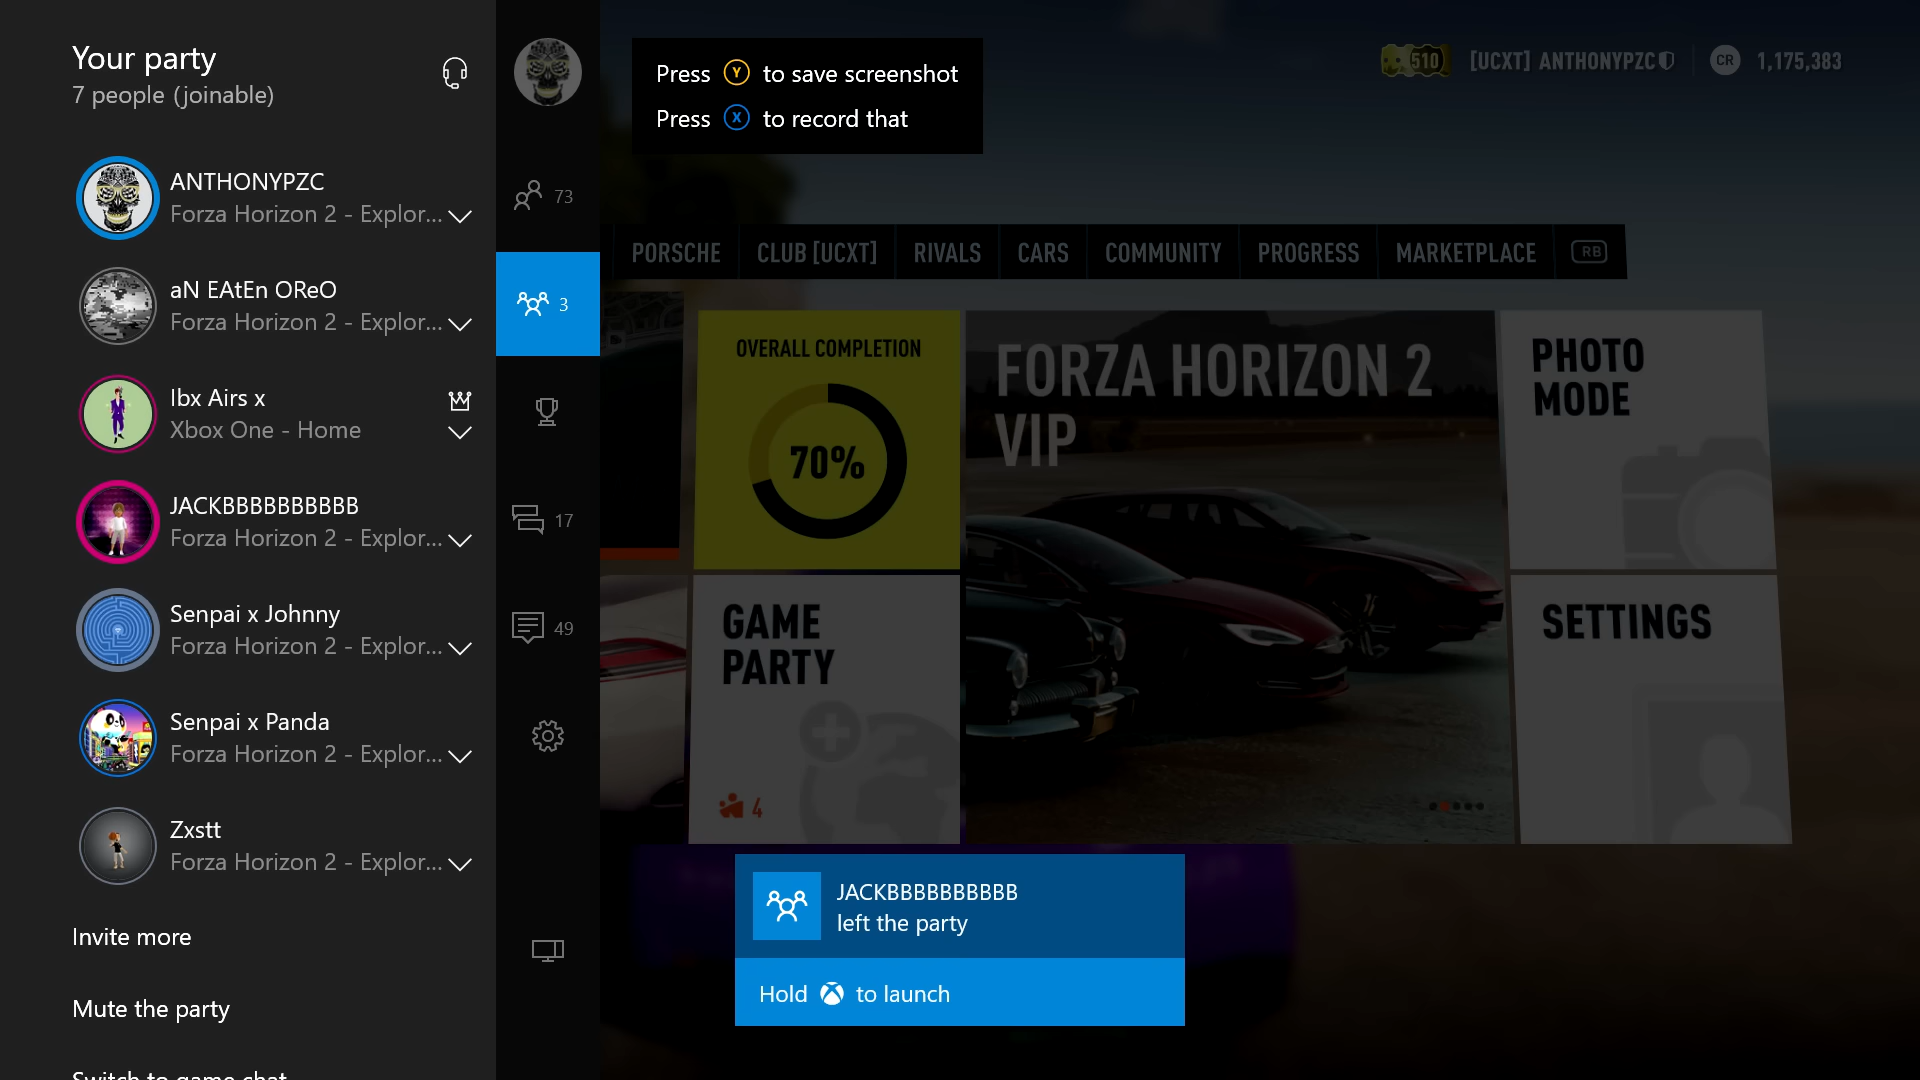 Your party
7 people (joinable)
ANTHONYPZC
Forza Horizon 2 - Explor...
aN EAtEn OReO
Forza Horizon 2 - Explor...
Ibx Airs x
Xbox One - Home
JACKBBBBBBBBBB
Forza Horizon 2 - Explor...
Senpai x Johnny
Forza Horizon 2 - Explor...
Senpai x Panda
Forza Horizon 2 - Explor...
Zxstt
Forza Horizon 2 - Explor...
Invite more
Mute the party
Switch to game chat
73
3
17
49
Press Y to save screenshot
Press X to record that
510 [UCXT] ANTHONYPZC CR 1,175,383
PORSCHE CLUB [UCXT] RIVALS CARS COMMUNITY PROGRESS MARKETPLACE RB
OVERALL COMPLETION
70%
FORZA HORIZON 2
VIP
PHOTO
MODE
GAME
PARTY
4
SETTINGS
JACKBBBBBBBBBB
left the party
Hold to launch